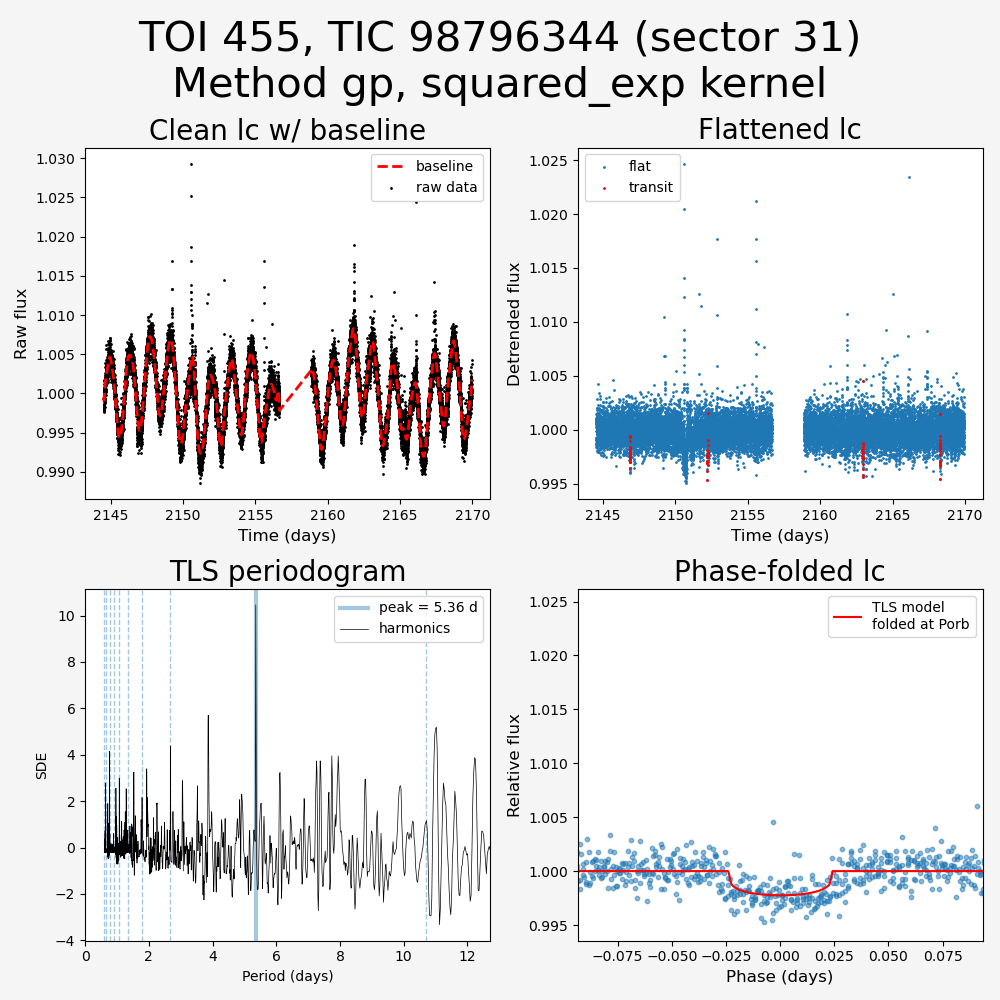 TOI 455, TIC 98796344 (sector 31)
Method gp, squared_exp kernel
Clean lc w/ baseline
Raw flux
1.030
1.025
1.020
1.015
1.010
1.005
1.000
0.995
0.990
baseline
raw data
2145
2150
2155
2160
2165
2170
Time (days)
Flattened lc
Detrended flux
1.025
1.020
1.015
1.010
1.005
1.000
0.995
flat
transit
2145
2150
2155
2160
2165
2170
Time (days)
TLS periodogram
SDE
10
8
6
4
2
0
−2
−4
peak = 5.36 d
harmonics
0
2
4
6
8
10
12
Period (days)
Phase-folded lc
Relative flux
1.025
1.020
1.015
1.010
1.005
1.000
0.995
TLS model
folded at Porb
−0.075
−0.050
−0.025
0.000
0.025
0.050
0.075
Phase (days)